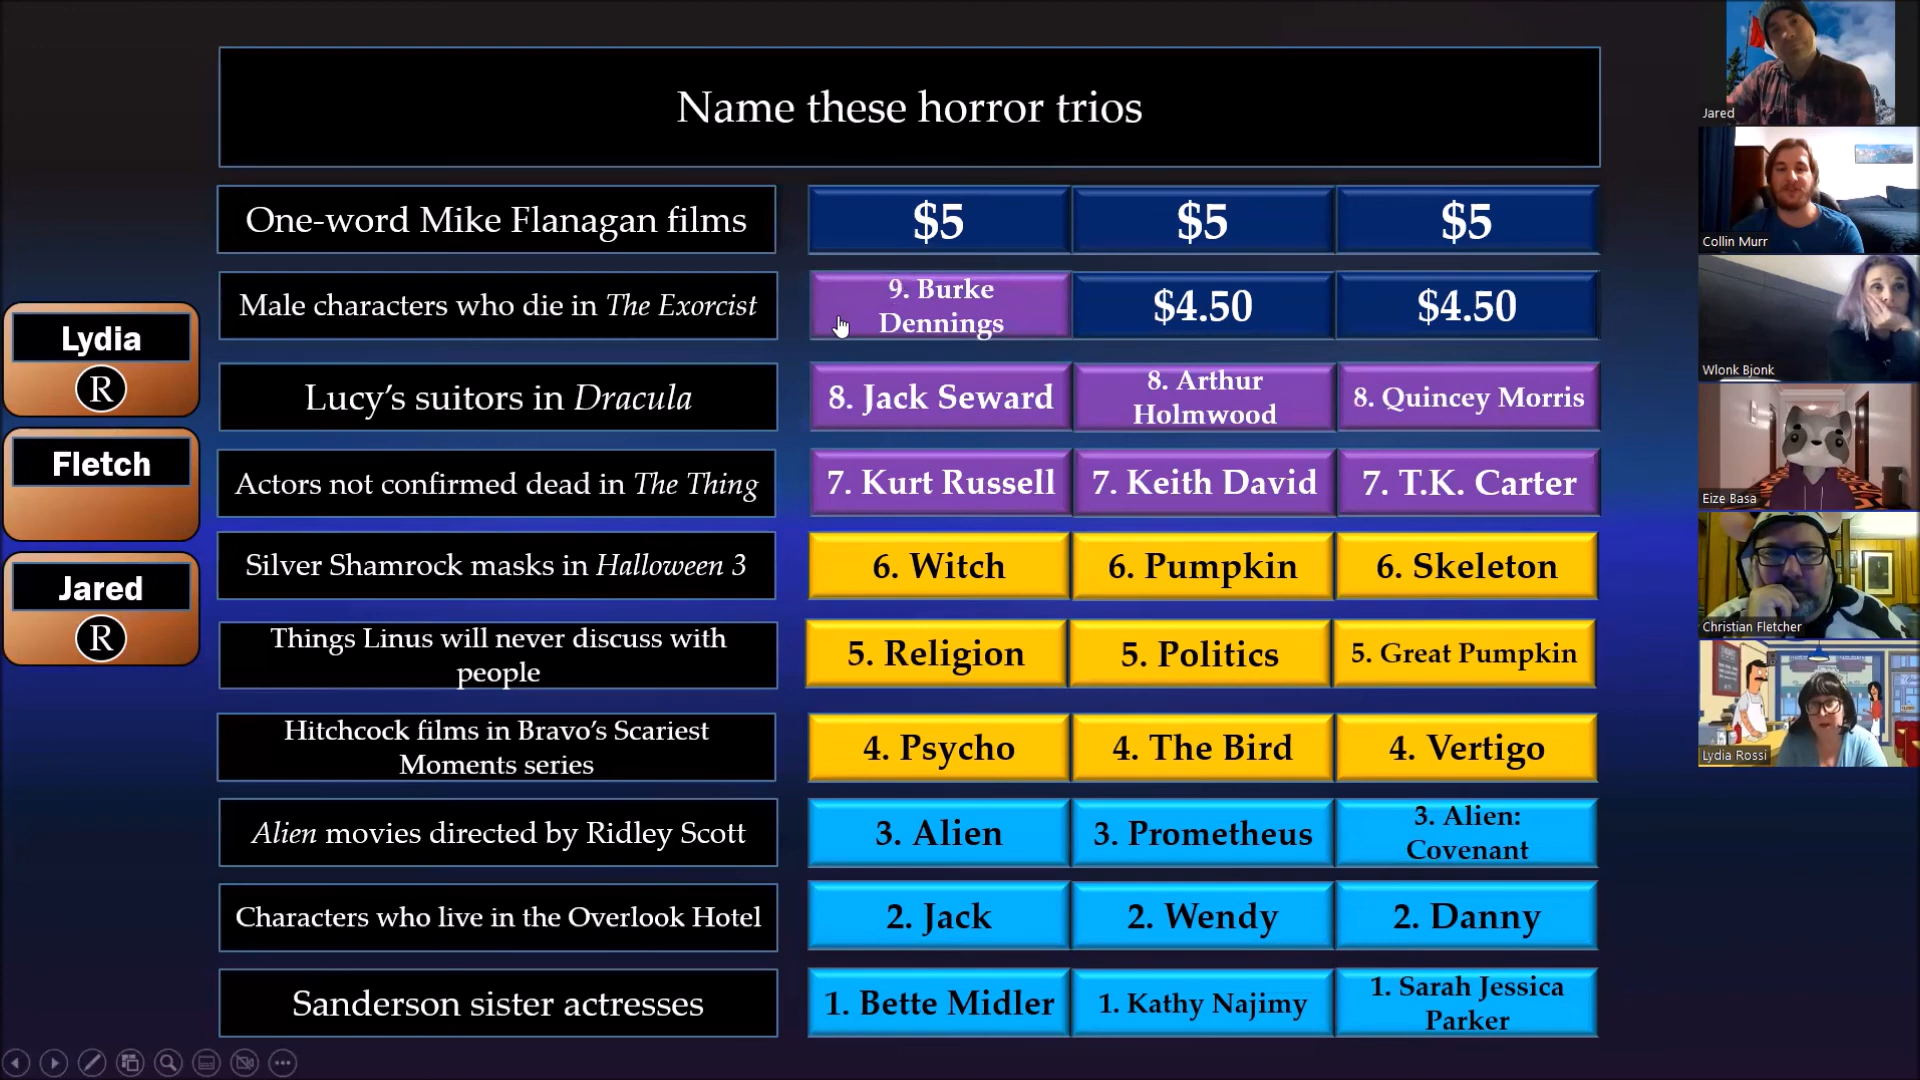 Name these horror trios
One-word Mike Flanagan films
$5
$5
$5
Male characters who die in The Exorcist
9. Burke
Dennings
$4.50
$4.50
Lucy's suitors in Dracula
8. Jack Seward
8. Arthur
Holmwood
8. Quincey Morris
Actors not confirmed dead in The Thing
7. Kurt Russell
7. Keith David
7. T.K. Carter
Silver Shamrock masks in Halloween 3
6. Witch
6. Pumpkin
6. Skeleton
Things Linus will never discuss with
people
5. Religion
5. Politics
5. Great Pumpkin
Hitchcock films in Bravo's Scariest
Moments series
4. Psycho
4. The Bird
4. Vertigo
Alien movies directed by Ridley Scott
3. Alien
3. Prometheus
3. Alien:
Covenant
Characters who live in the Overlook Hotel
2. Jack
2. Wendy
2. Danny
Sanderson sister actresses
1. Bette Midler
1. Kathy Najimy
1. Sarah Jessica
Parker
Lydia
R
Fletch
Jared
R
Jared
Collin Murr
Wlonk Bjonk
Eize Basa
Christian Fletcher
Lydia Rossi